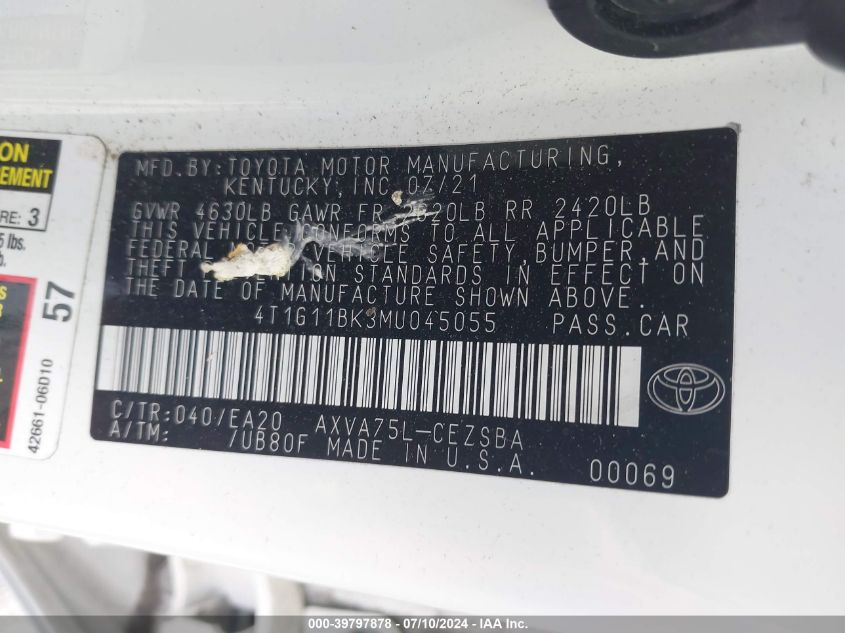 ON
EMENT
RE: 3
5 lbs.
b.
S
57
42661-06D10
MFD.BY:TOYOTA MOTOR MANUFACTURING,
KENTUCKY, INC. 07/21
GVWR 4630LB GAWR FR 2620LB RR 2420LB
THIS VEHICLE CONFORMS TO ALL APPLICABLE
FEDERAL VEHICLE SAFETY,BUMPER,AND
THEFT STANDARDS IN EFFECT ON
THE DATE OF MANUFACTURE SHOWN ABOVE.
4T1G11BK3MU045055 PASS.CAR
C/TR:040/EA20 AXVA75L-CEZSBA
A/TM: /UB80F MADE IN U.S.A. 00069
000-39797878 / 07/10/2024 / © Copyright IAA, Inc.